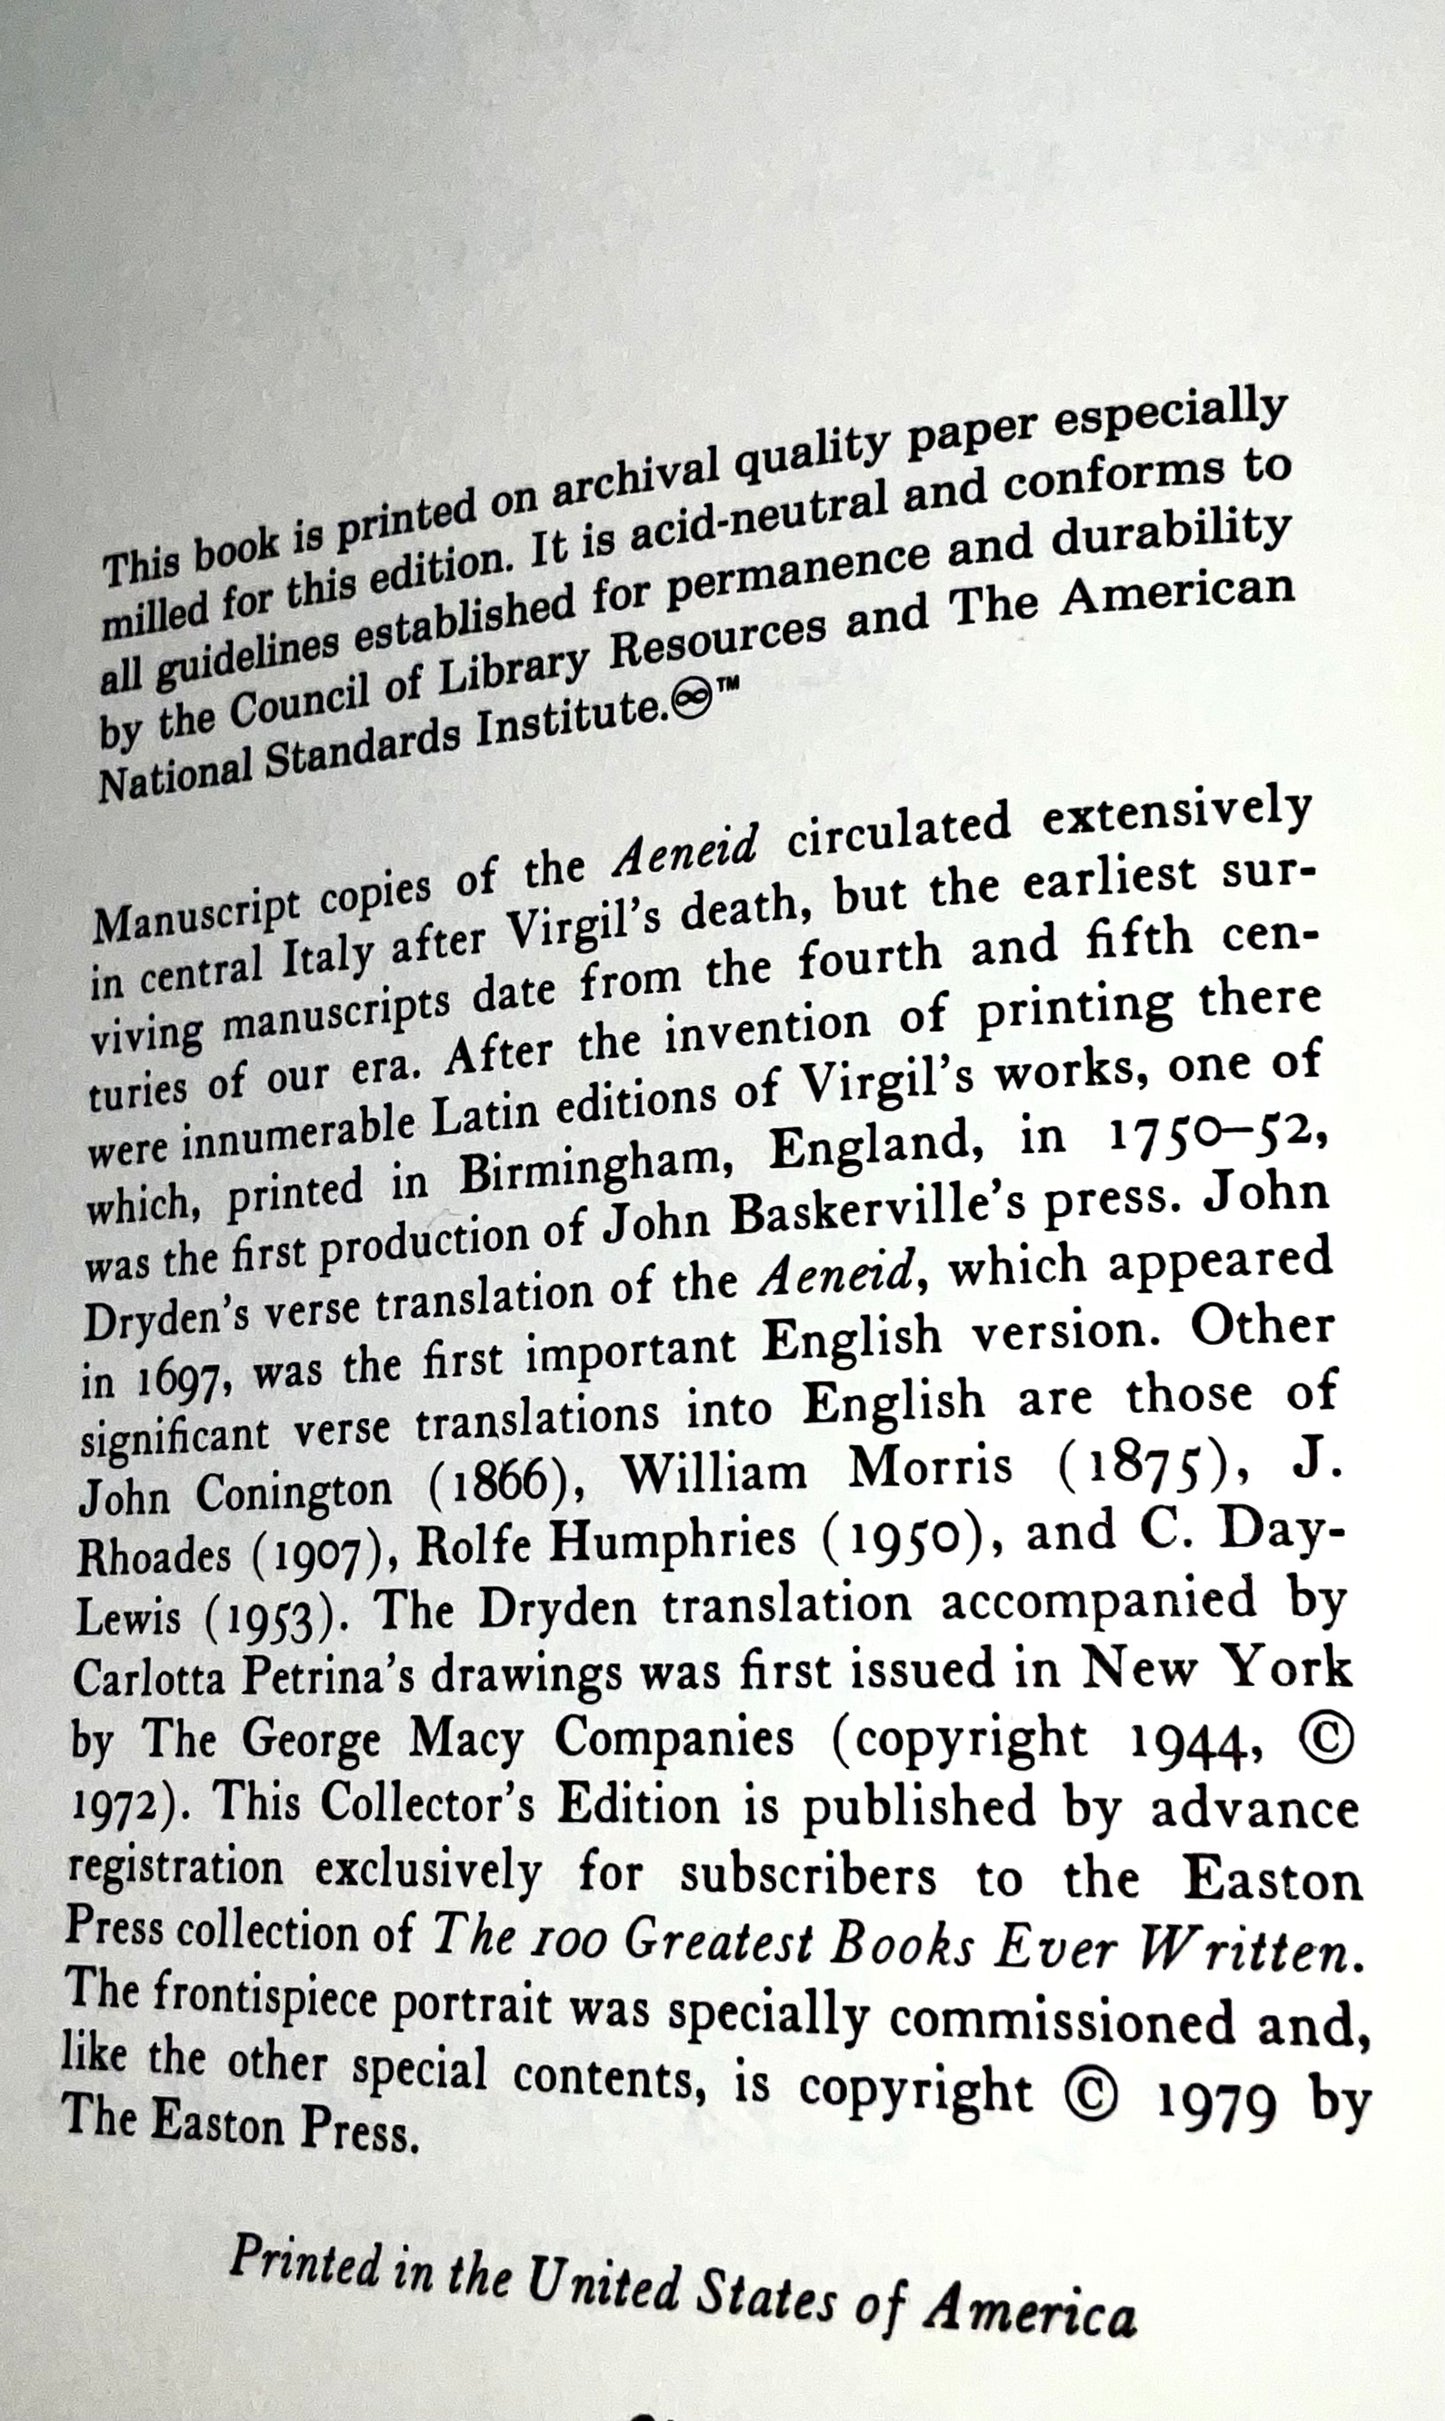 This book is printed on archival quality paper especially
milled for this edition. It is acid-neutral and conforms to
all guidelines established for permanence and durability
by the Council of Library Resources and The American
National Standards Institute.♾™
Manuscript copies of the Aeneid circulated extensively
in central Italy after Virgil's death, but the earliest sur-
viving manuscripts date from the fourth and fifth cen-
turies of our era. After the invention of printing there
were innumerable Latin editions of Virgil's works, one of
which, printed in Birmingham, England, in 1750–52,
was the first production of John Baskerville's press. John
Dryden's verse translation of the Aeneid, which appeared
in 1697, was the first important English version. Other
significant verse translations into English are those of
John Conington (1866), William Morris (1875), J.
Rhoades (1907), Rolfe Humphries (1950), and C. Day-
Lewis (1953). The Dryden translation accompanied by
Carlotta Petrina's drawings was first issued in New York
by The George Macy Companies (copyright 1944, ©
1972). This Collector's Edition is published by advance
registration exclusively for subscribers to the Easton
Press collection of The 100 Greatest Books Ever Written.
The frontispiece portrait was specially commissioned and,
like the other special contents, is copyright © 1979 by
The Easton Press.
Printed in the United States of America